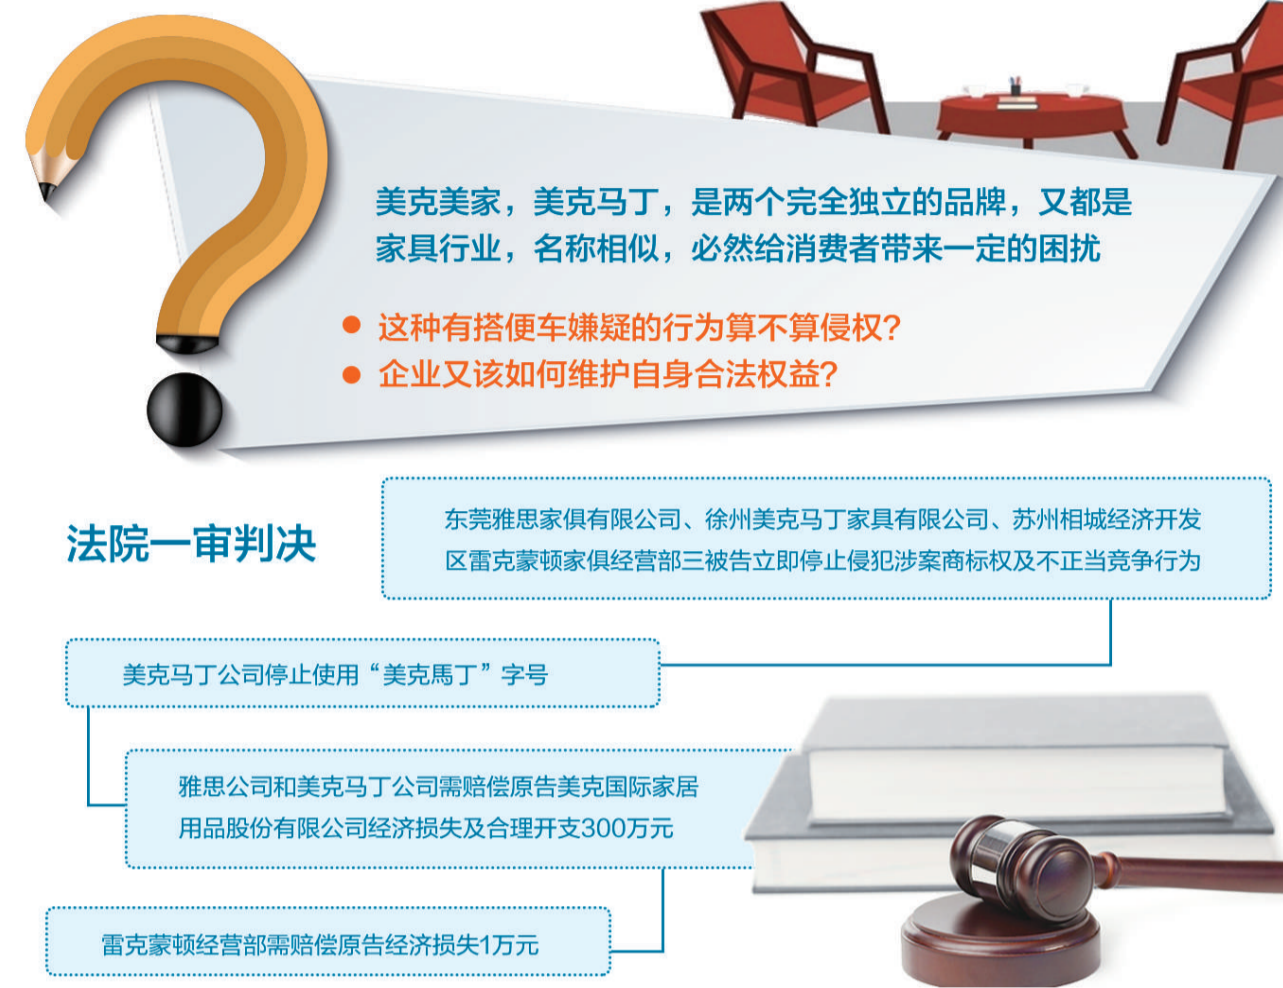 美克美家，美克马丁，是两个完全独立的品牌，又都是
家具行业，名称相似，必然给消费者带来一定的困扰
● 这种有搭便车嫌疑的行为算不算侵权?
● 企业又该如何维护自身合法权益?
法院一审判决
东莞雅思家俱有限公司、徐州美克马丁家具有限公司、苏州相城经济开发
区雷克蒙顿家俱经营部三被告立即停止侵犯涉案商标权及不正当竞争行为
美克马丁公司停止使用“美克馬丁”字号
雅思公司和美克马丁公司需赔偿原告美克国际家居
用品股份有限公司经济损失及合理开支300万元
雷克蒙顿经营部需赔偿原告经济损失1万元